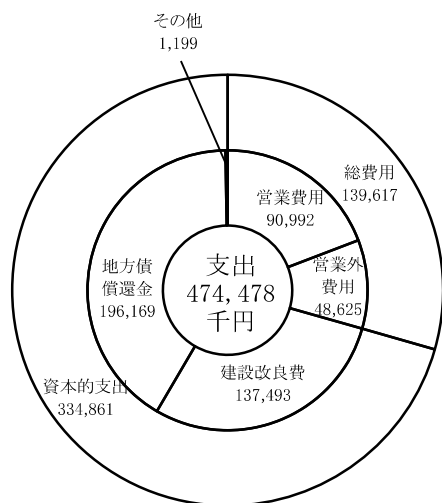 その他
1,199
総費用
139,617
営業費用
90,992
営業外
費用
48,625
地方債
償還金
196,169
支出
474,478
千円
建設改良費
137,493
資本的支出
334,861